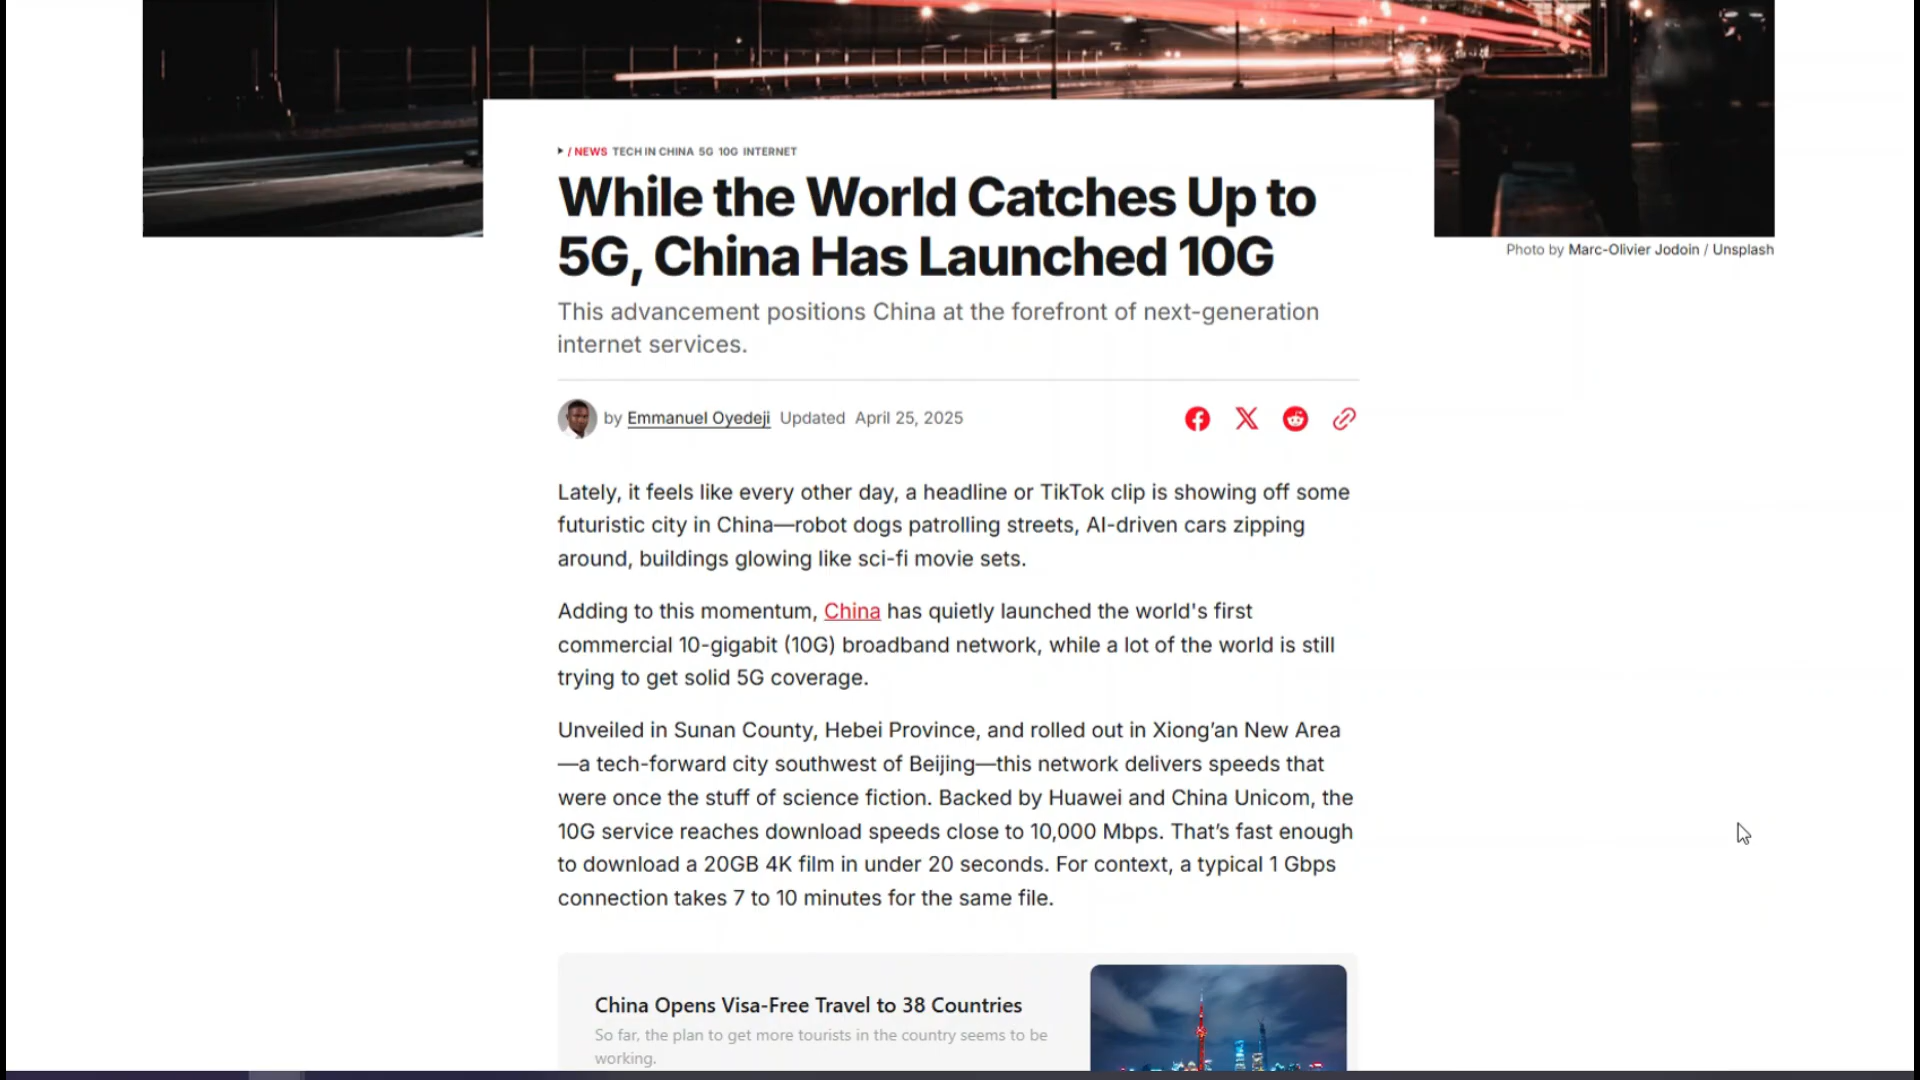 / NEWS TECH IN CHINA 5G 10G INTERNET
While the World Catches Up to
5G, China Has Launched 10G
Photo by Marc-Olivier Jodoin / Unsplash
This advancement positions China at the forefront of next-generation
internet services.
by Emmanuel Oyedeji Updated April 25, 2025
Lately, it feels like every other day, a headline or TikTok clip is showing off some
futuristic city in China—robot dogs patrolling streets, AI-driven cars zipping
around, buildings glowing like sci-fi movie sets.
Adding to this momentum, China has quietly launched the world's first
commercial 10-gigabit (10G) broadband network, while a lot of the world is still
trying to get solid 5G coverage.
Unveiled in Sunan County, Hebei Province, and rolled out in Xiong’an New Area
—a tech-forward city southwest of Beijing—this network delivers speeds that
were once the stuff of science fiction. Backed by Huawei and China Unicom, the
10G service reaches download speeds close to 10,000 Mbps. That’s fast enough
to download a 20GB 4K film in under 20 seconds. For context, a typical 1 Gbps
connection takes 7 to 10 minutes for the same file.
China Opens Visa-Free Travel to 38 Countries
So far, the plan to get more tourists in the country seems to be
working.